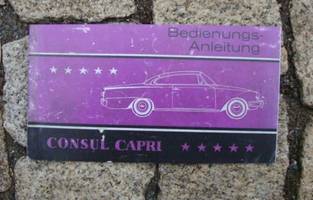 Bedienungs-
Anleitung
CONSUL CAPRI